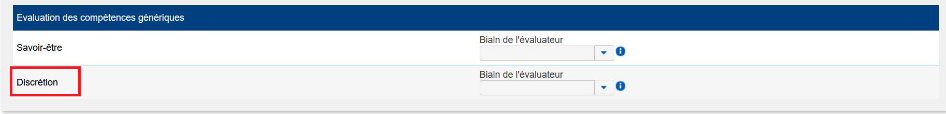 Evaluation des compétences génériques
Savoir-être
Biain de l'évaluateur
Discrétion
Biain de l'évaluateur